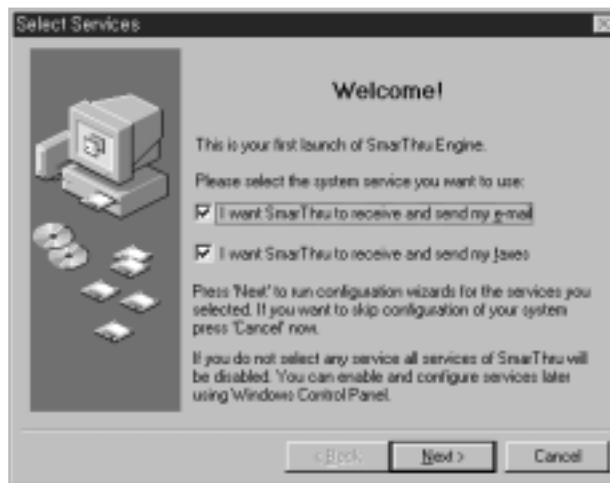 Select Services
Welcome!
This is your first launch of SmarThru Engine.
Please select the system service you want to use:
I want SmarThru to receive and send my e-mail
I want SmarThru to receive and send my faxes
Press 'Next' to run configuration wizards for the services you
selected. If you want to skip configuration of your system
press 'Cancel' now.
If you do not select any service all services of SmarThru will
be disabled. You can enable and configure services later
using Windows Control Panel.
< Back
Next >
Cancel